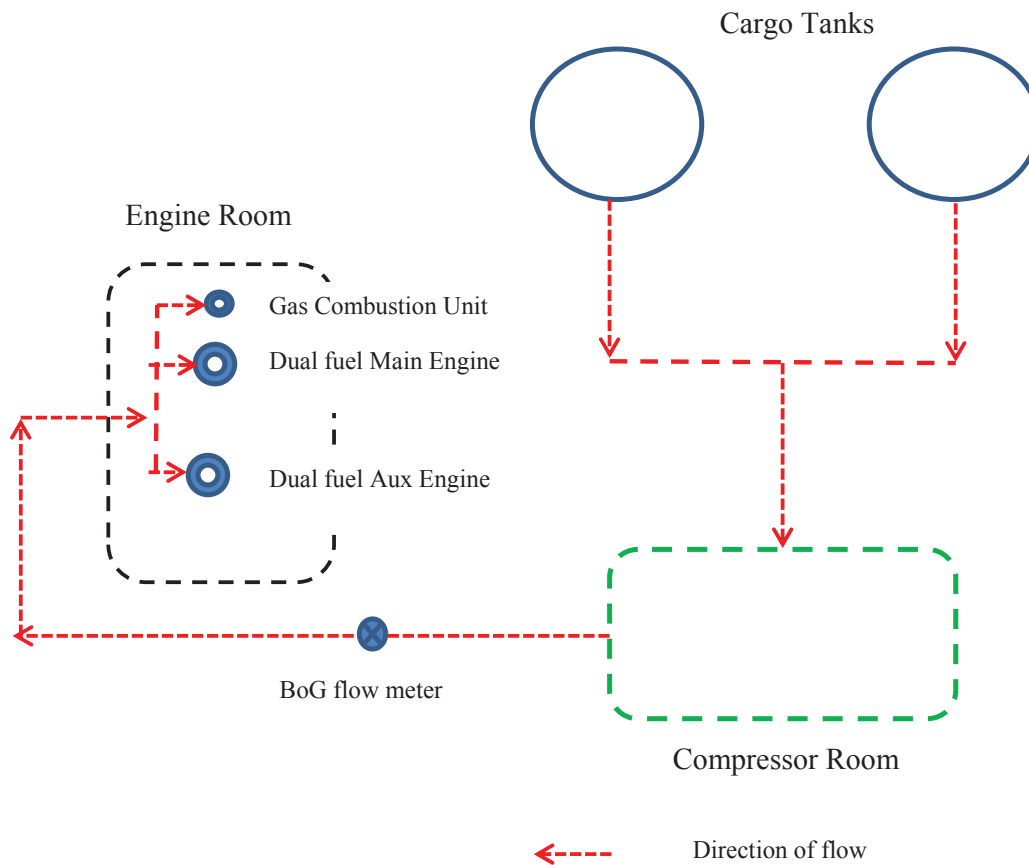 Cargo Tanks
Engine Room
Gas Combustion Unit
Dual fuel Main Engine
Dual fuel Aux Engine
BoG flow meter
Compressor Room
Direction of flow